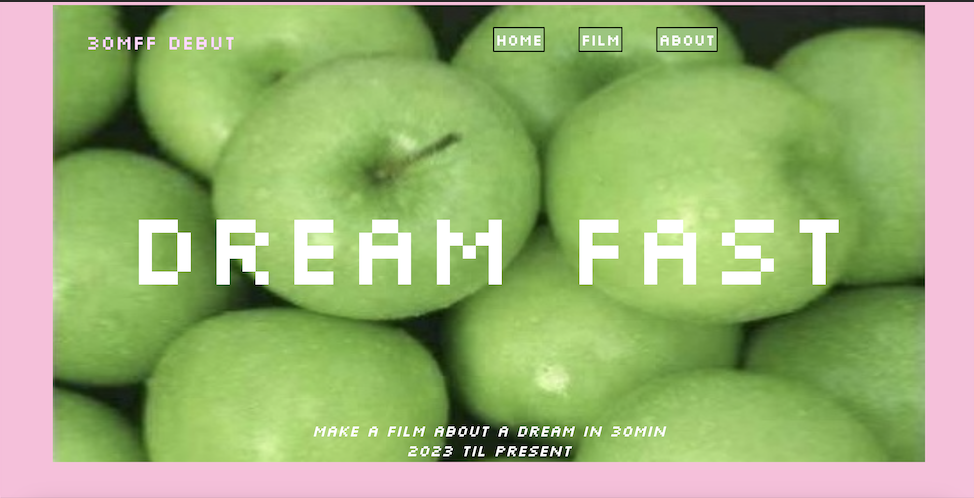 30MFF DEBUT
HOME FILM ABOUT
DREAM FAST
MAKE A FILM ABOUT A DREAM IN 30MIN
2023 TIL PRESENT